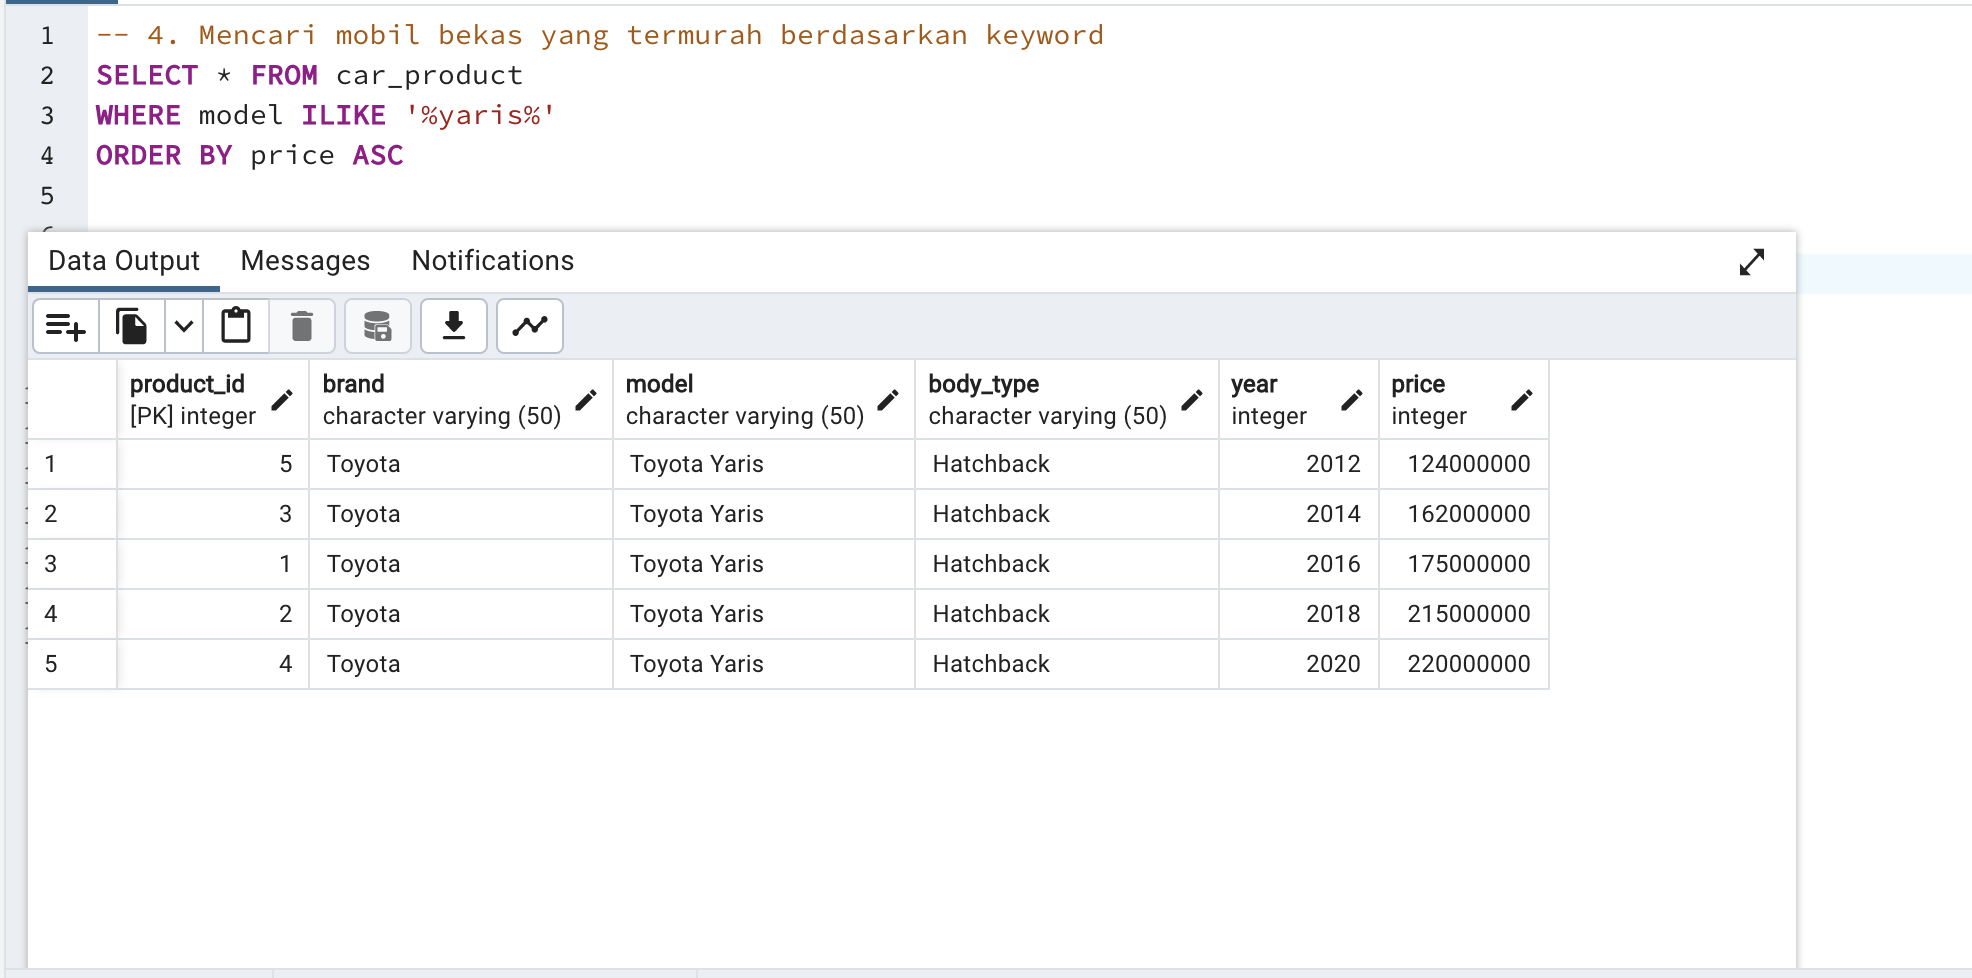 1 -- 4. Mencari mobil bekas yang termurah berdasarkan keyword
2 SELECT * FROM car_product
3 WHERE model ILIKE '%yaris%'
4 ORDER BY price ASC
5
Data Output Messages Notifications
product_id brand model body_type year price
[PK] integer character varying (50) character varying (50) character varying (50) integer integer
1 5 Toyota Toyota Yaris Hatchback 2012 124000000
2 3 Toyota Toyota Yaris Hatchback 2014 162000000
3 1 Toyota Toyota Yaris Hatchback 2016 175000000
4 2 Toyota Toyota Yaris Hatchback 2018 215000000
5 4 Toyota Toyota Yaris Hatchback 2020 220000000